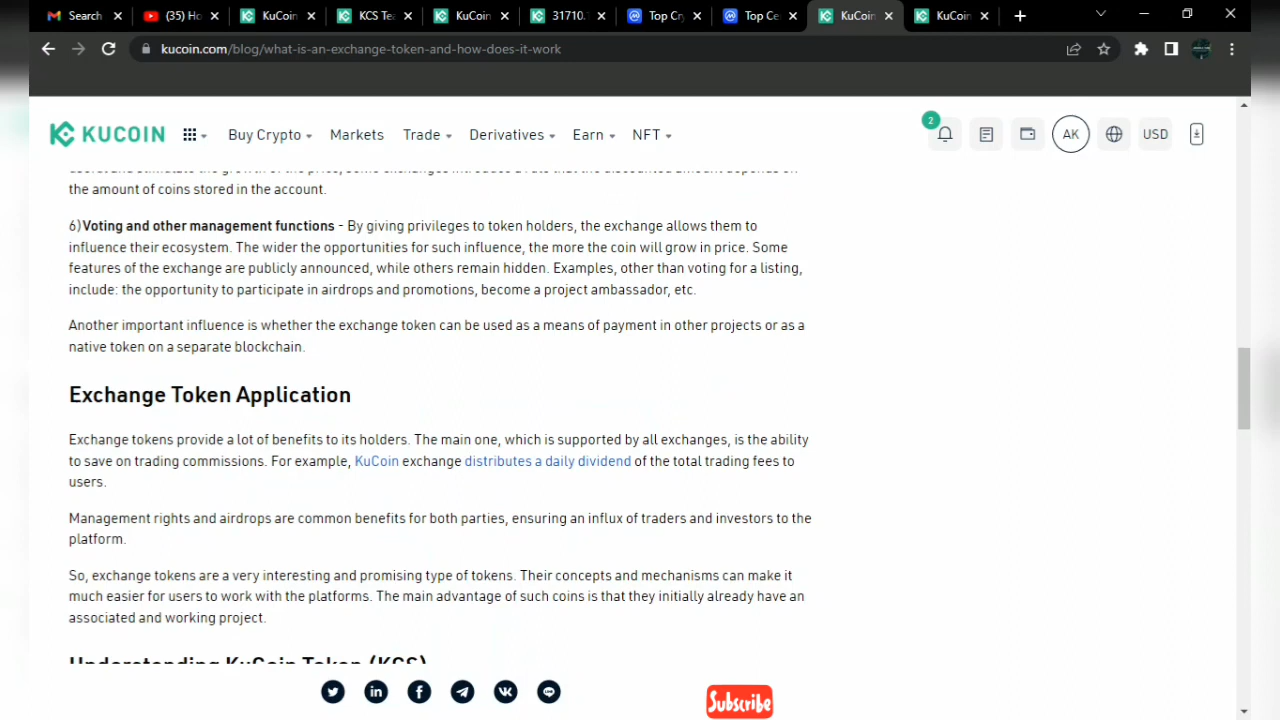 Search
(35) Ho
KuCoin
KCS Te
KuCoin
31710.
Top Cr
Top Ce
KuCoin
KuCoin
kucoin.com/blog/what-is-an-exchange-token-and-how-does-it-work
KUCOIN
Buy Crypto
Markets
Trade
Derivatives
Earn
NFT
2
AK
USD
the amount of coins stored in the account.
6)Voting and other management functions - By giving privileges to token holders, the exchange allows them to
influence their ecosystem. The wider the opportunities for such influence, the more the coin will grow in price. Some
features of the exchange are publicly announced, while others remain hidden. Examples, other than voting for a listing,
include: the opportunity to participate in airdrops and promotions, become a project ambassador, etc.
Another important influence is whether the exchange token can be used as a means of payment in other projects or as a
native token on a separate blockchain.
Exchange Token Application
Exchange tokens provide a lot of benefits to its holders. The main one, which is supported by all exchanges, is the ability
to save on trading commissions. For example, KuCoin exchange distributes a daily dividend of the total trading fees to
users.
Management rights and airdrops are common benefits for both parties, ensuring an influx of traders and investors to the
platform.
So, exchange tokens are a very interesting and promising type of tokens. Their concepts and mechanisms can make it
much easier for users to work with the platforms. The main advantage of such coins is that they initially already have an
associated and working project.
Understanding KuCoin Token (KCS)
Subscribe